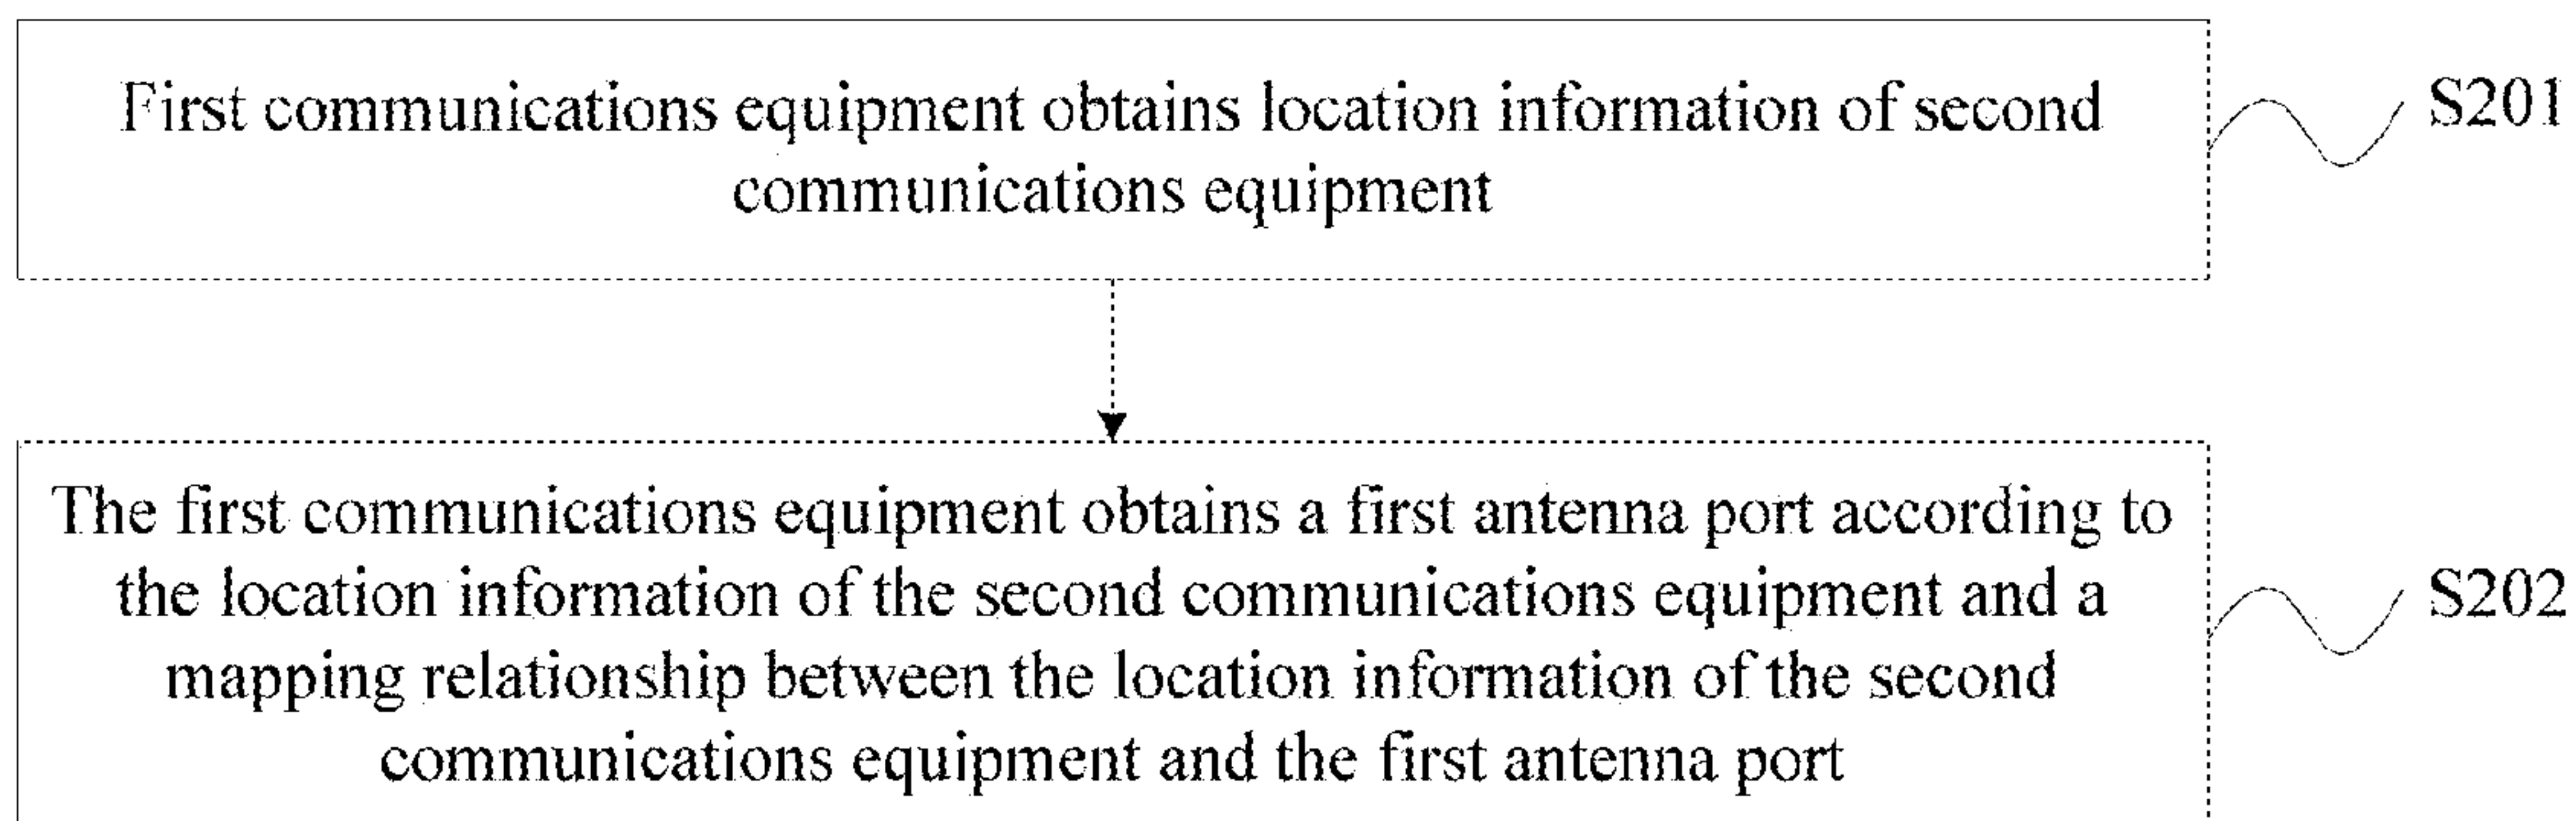 First communications equipment obtains location information of second
communications equipment
S201
The first communications equipment obtains a first antenna port according to
the location information of the second communications equipment and a
mapping relationship between the location information of the second
communications equipment and the first antenna port
S202